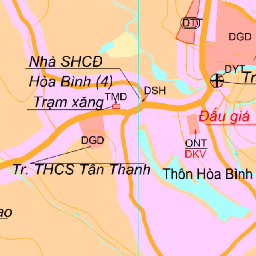 DTT
DGD
DYT
Nhà SHCĐ
Hòa Bình (4)
TMD
DSH
Trạm xăng
Đấu giá
DGD
ONT
DKV
Tr. THCS Tân Thanh
Thôn Hòa Bình